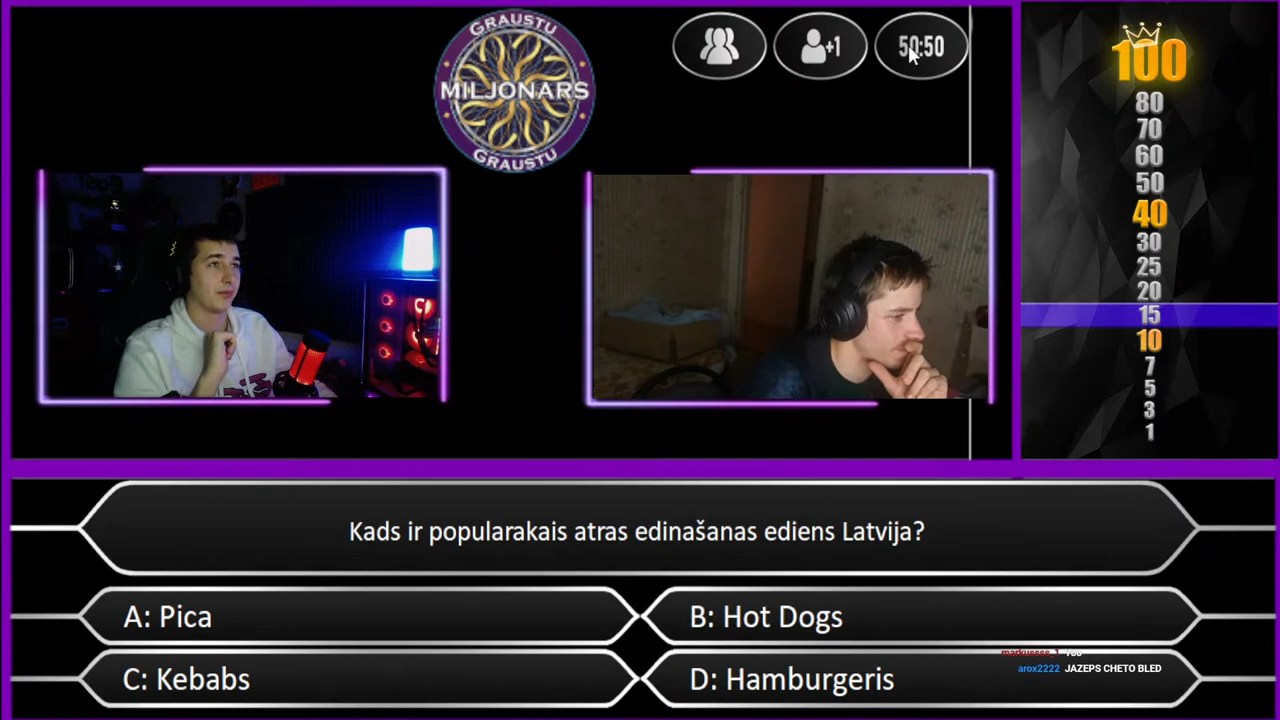 GRAUSTU
MILJONARS
GRAUSTU
+1
50:50
100
80
70
60
50
40
30
25
20
15
10
7
5
3
1
Kads ir popularakais atras edinašanas ediens Latvija?
A: Pica
B: Hot Dogs
C: Kebabs
D: Hamburgeris
arox2222 JAZEPS CHETO BLED